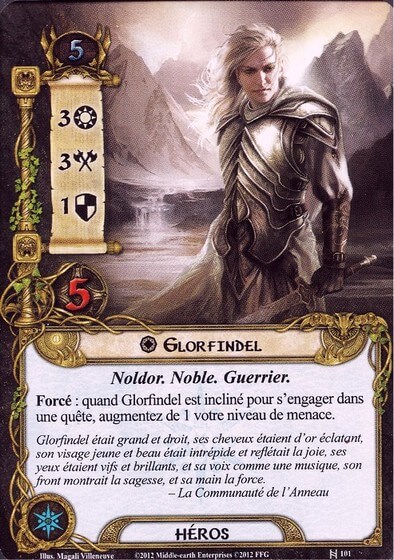 5
3
3
1
5
Glorfindel
Noldor. Noble. Guerrier.
Forcé : quand Glorfindel est incliné pour s'engager dans
une quête, augmentez de 1 votre niveau de menace.
Glorfindel était grand et droit, ses cheveux étaient d'or éclatant,
son visage jeune et beau était intrépide et reflétait la joie, ses
yeux étaient vifs et brillants, et sa voix comme une musique, son
front montrait la sagesse, et sa main la force.
– La Communauté de l'Anneau
HÉROS
Illus. Magali Villeneuve ©2012 Middle-earth Enterprises ©2012 FFG 101